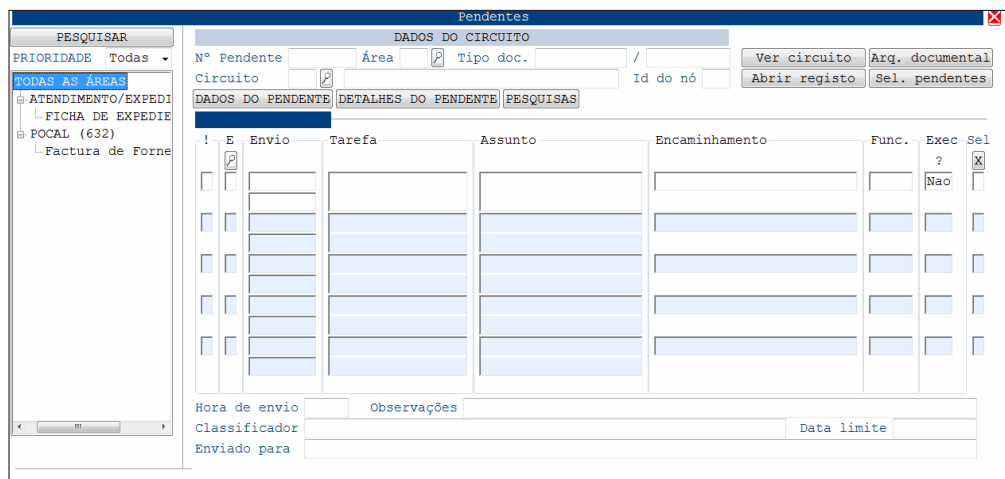 Pendentes
PESQUISAR
PRIORIDADE Todas
TODAS AS ÁREAS
ATENDIMENTO/EXPEDI
FICHA DE EXPEDIE
POCAL (632)
Factura de Forne
DADOS DO CIRCUITO
Nº Pendente Área Tipo doc. /
Circuito Id do nó
Ver circuito Arq. documental
Abrir registo Sel. pendentes
DADOS DO PENDENTE DETALHES DO PENDENTE PESQUISAS
! E Envio Tarefa Assunto Encaminhamento Func. Exec Sel
? X
Nao
Hora de envio Observações
Classificador Data limite
Enviado para